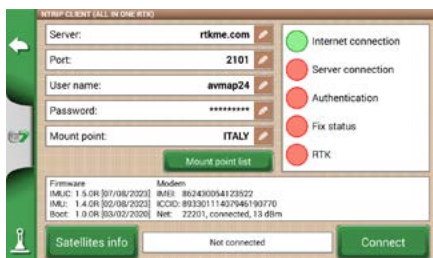 NTRIP CLIENT (ALL IN ONE RTK)
Server: rtkme.com
Port: 2101
User name: avmap24
Password: *********
Mount point: ITALY
Mount point list
Internet connection
Server connection
Authentication
Fix status
RTK
Firmware
IMUC: 1.5.0R [07/08/2023]
IMU: 1.4.0R [02/08/2023]
Boot: 1.0.0R [03/02/2020]
Modem
IMEI: 862430054123522
ICCID: 89330111407946193770
Net: 22201, connected, 13 dBm
Satellites info
Not connected
Connect